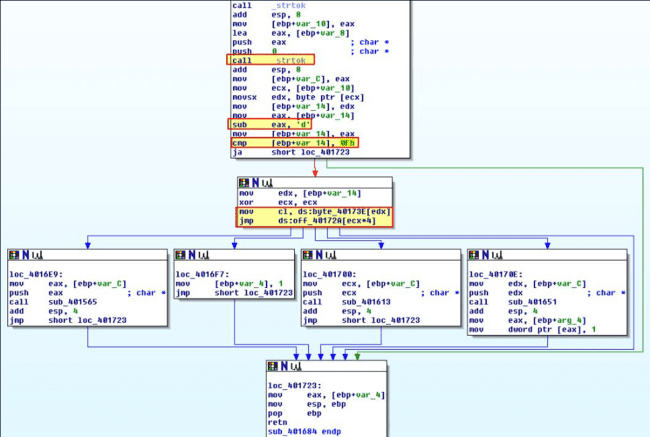 call _strtok
add esp, 8
mov [ebp+var_10], eax
lea eax, [ebp+var_8]
push eax ; char *
push 0 ; char *
call _strtok
add esp, 8
mov [ebp+var_C], eax
mov ecx, [ebp+var_10]
movsx edx, byte ptr [ecx]
mov [ebp+var_14], edx
mov eax, [ebp+var_14]
sub eax, 'd'
mov [ebp+var_14], eax
cmp [ebp+var_14], 0Fh
ja short loc_401723
mov edx, [ebp+var_14]
xor ecx, ecx
mov cl, ds:byte_40173E[edx]
jmp ds:off_40172A[ecx*4]
loc_4016E9:
mov eax, [ebp+var_C]
push eax ; char *
call sub_401565
add esp, 4
jmp short loc_401723
loc_4016F7:
mov [ebp+var_4], 1
jmp short loc_401723
loc_401700:
mov ecx, [ebp+var_C]
push ecx ; char *
call sub_401613
add esp, 4
jmp short loc_401723
loc_40170E:
mov edx, [ebp+var_C]
push edx ; char *
call sub_401651
add esp, 4
mov eax, [ebp+arg_4]
mov dword ptr [eax], 1
loc_401723:
mov eax, [ebp+var_4]
mov esp, ebp
pop ebp
retn
sub_401684 endp